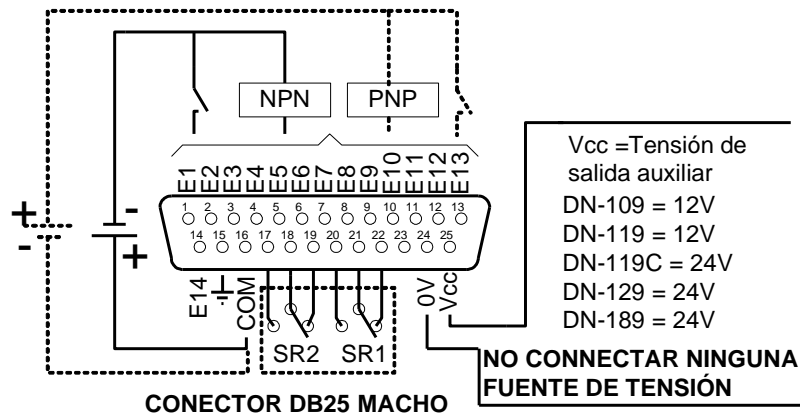 NPN
PNP
E1
E2
E3
E4
E5
E6
E7
E8
E9
E10
E11
E12
E13
1 2 3 4 5 6 7 8 9 10 11 12 13
14 15 16 17 18 19 20 21 22 23 24 25
+
-
-
+
E14
COM
SR2
SR1
0V
Vcc
Vcc =Tensión de
salida auxiliar
DN-109 = 12V
DN-119 = 12V
DN-119C = 24V
DN-129 = 24V
DN-189 = 24V
NO CONNECTAR NINGUNA
FUENTE DE TENSIÓN
CONECTOR DB25 MACHO